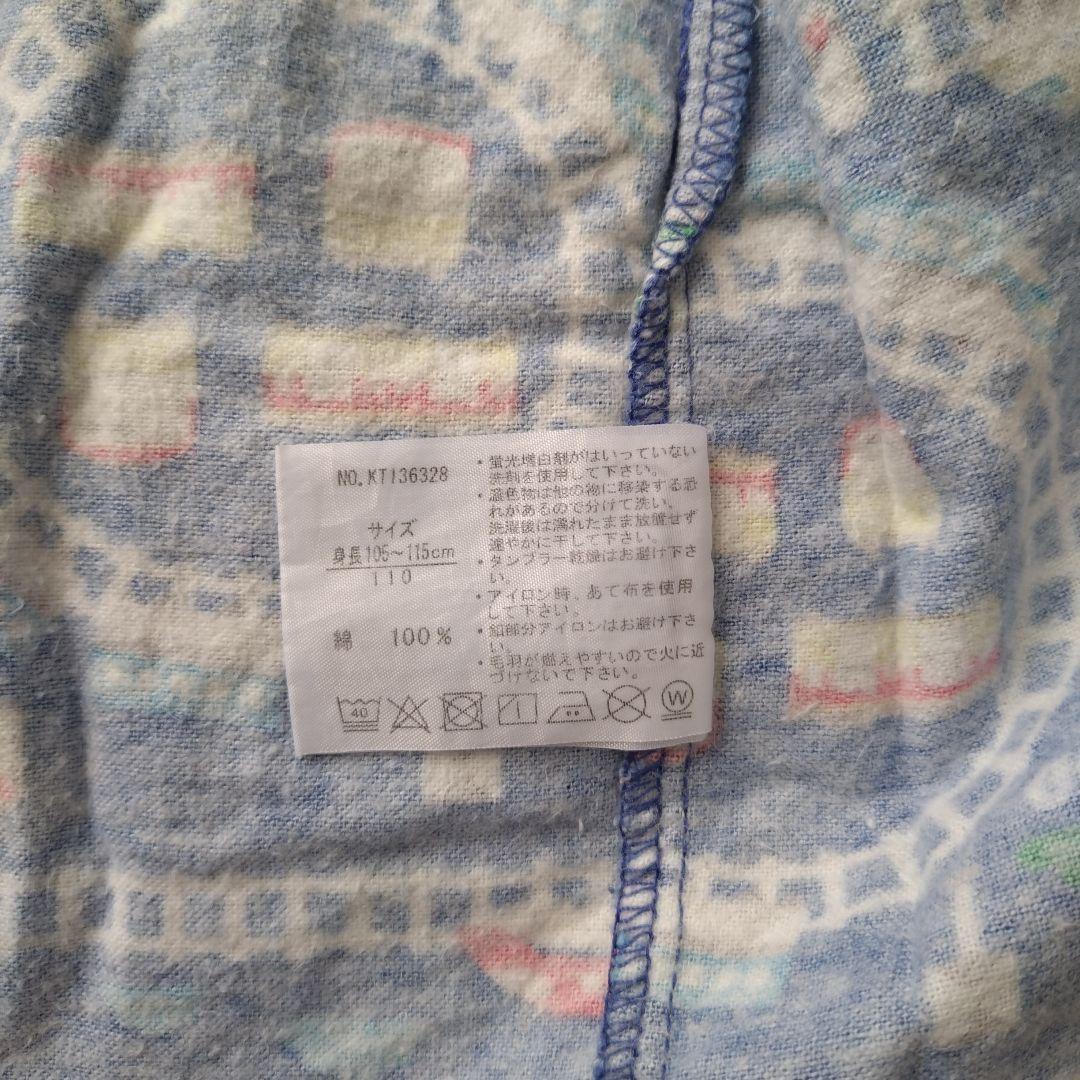 NO.KT136328
サイズ
身長105～115cm
110
綿 100%
・蛍光増白剤がはいっていない
洗剤を使用して下さい。
・濃色物は他の物に移染する恐
れがあるので分けて洗い、
洗濯後は濡れたまま放置せず
速やかに干して下さい。
・タンブラー乾燥はお避け下さ
い。
・アイロン時、あて布を使用
して下さい。
・釦部分アイロンはお避け下さ
い。
・毛羽が燃えやすいので火に近
づけないで下さい。
40
W